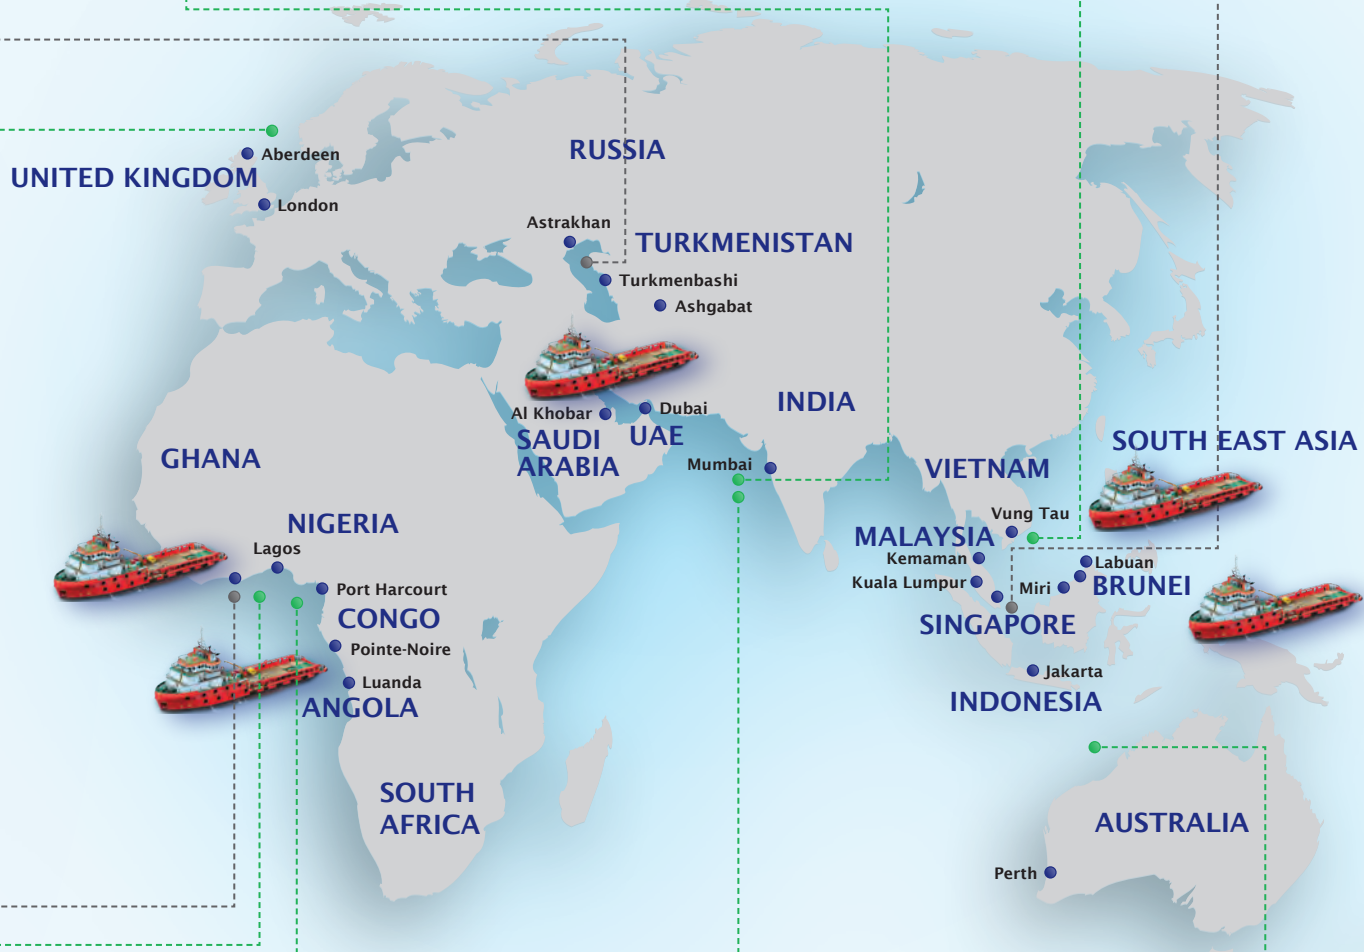 RUSSIA
Aberdeen
UNITED KINGDOM
London
Astrakhan
TURKMENISTAN
Turkmenbashi
Ashgabat
INDIA
Al Khobar
Dubai
SAUDI
ARABIA
UAE
Mumbai
GHANA
NIGERIA
Lagos
Port Harcourt
CONGO
Pointe-Noire
Luanda
ANGOLA
SOUTH
AFRICA
SOUTH EAST ASIA
VIETNAM
Vung Tau
MALAYSIA
Kemaman
Kuala Lumpur
Labuan
Miri
BRUNEI
SINGAPORE
Jakarta
INDONESIA
AUSTRALIA
Perth